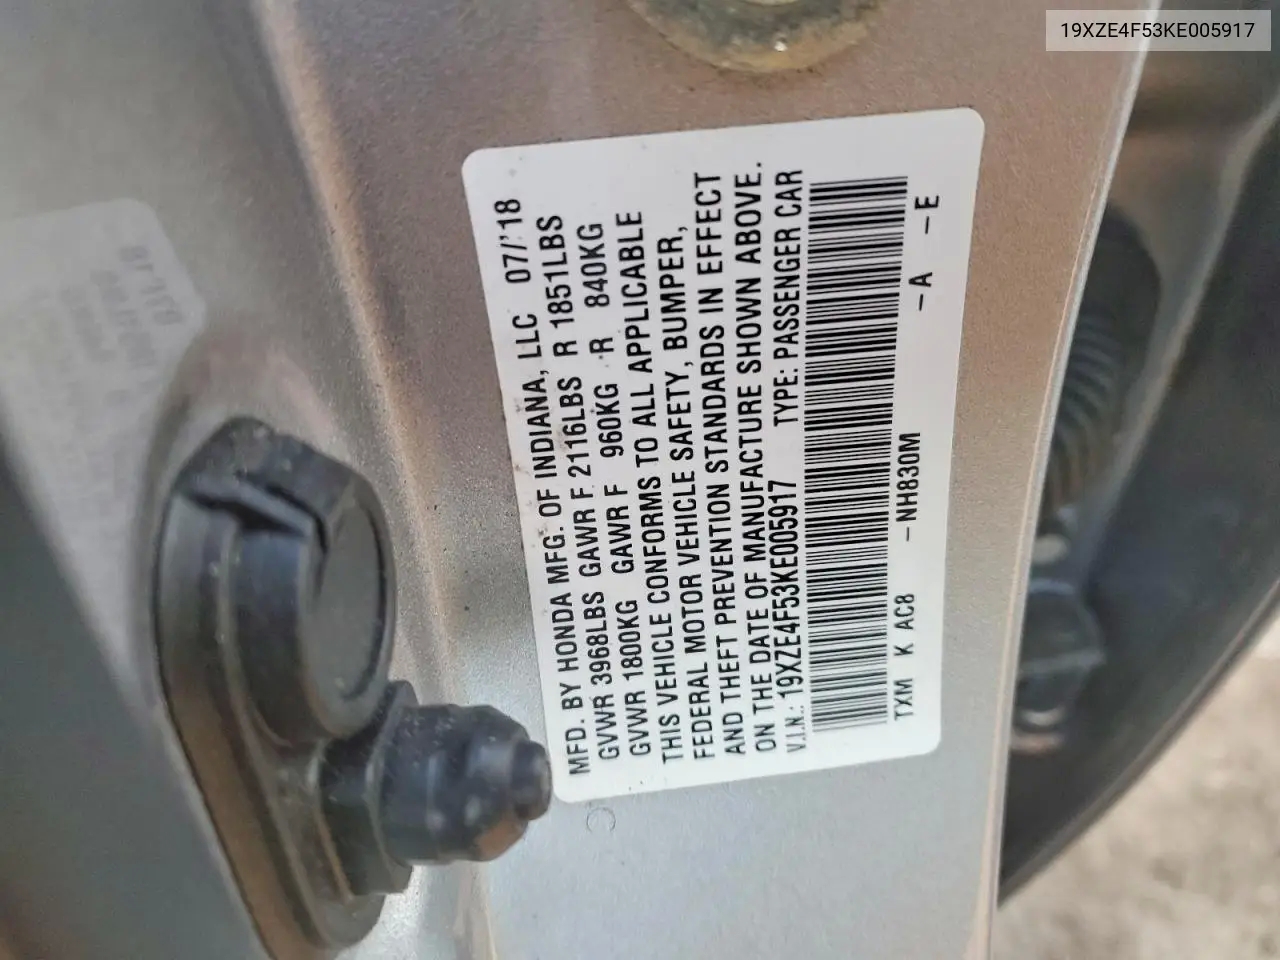 19XZE4F53KE005917
MFD. BY HONDA MFG. OF INDIANA, LLC 07/'18
GVWR 3968LBS GAWR F 2116LBS R 1851LBS
GVWR 1800KG GAWR F 960KG R 840KG
THIS VEHICLE CONFORMS TO ALL APPLICABLE
FEDERAL MOTOR VEHICLE SAFETY, BUMPER,
AND THEFT PREVENTION STANDARDS IN EFFECT
ON THE DATE OF MANUFACTURE SHOWN ABOVE.
V.I.N.: 19XZE4F53KE005917 TYPE: PASSENGER CAR
TXM K AC8 -NH830M -A -E